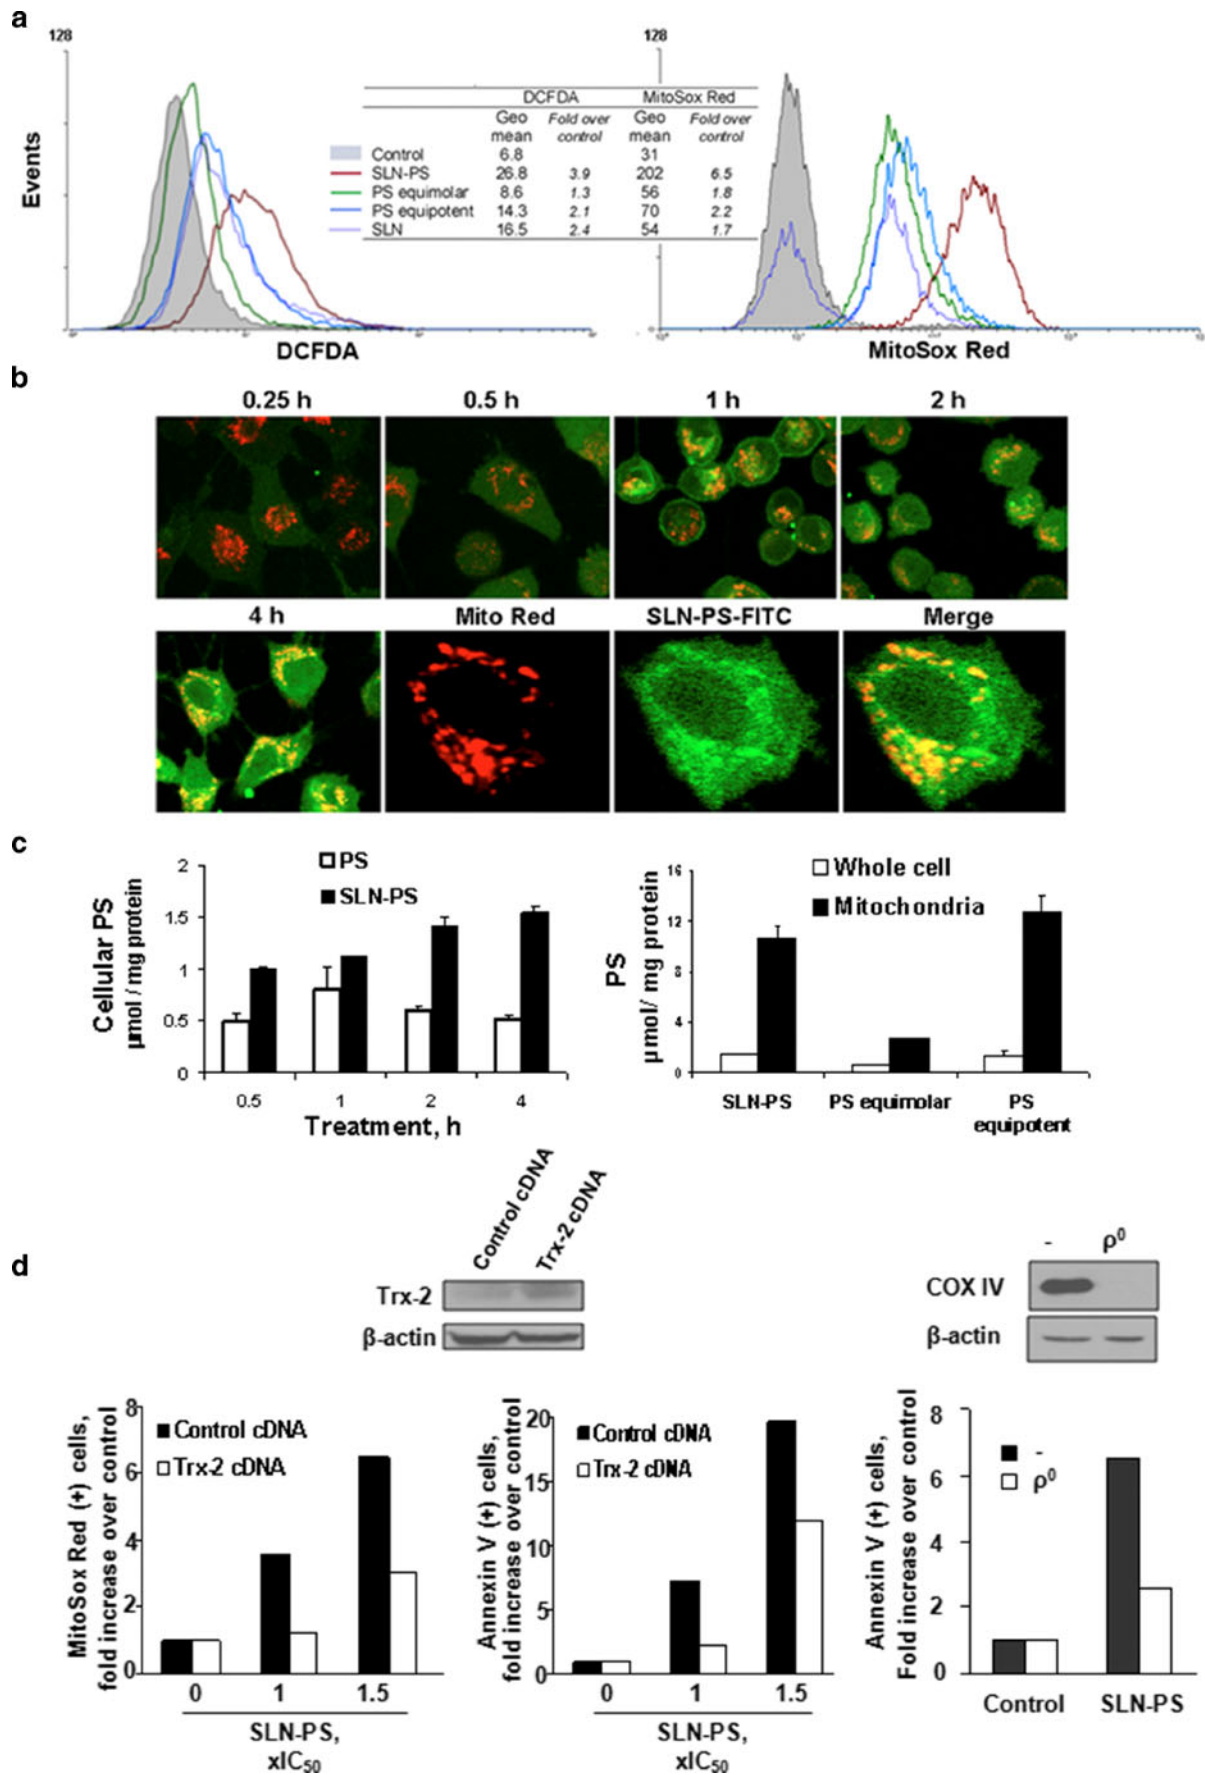 a
128
128
Events
DCFDA MitoSox Red
Geo mean Fold over control Geo mean Fold over control
Control 6.8 31
SLN-PS 26.8 3.9 202 6.5
PS equimolar 8.6 1.3 56 1.8
PS equipotent 14.3 2.1 70 2.2
SLN 16.5 2.4 54 1.7
DCFDA
MitoSox Red
b
0.25 h 0.5 h 1 h 2 h
4 h Mito Red SLN-PS-FITC Merge
c
Cellular PS
μmol / mg protein
2
1.5
1
0.5
0
PS
SLN-PS
0.5 1 2 4
Treatment, h
PS
μmol/ mg protein
16
12
8
4
0
Whole cell
Mitochondria
SLN-PS PS equimolar PS equipotent
d
Control cDNA
Trx-2 cDNA
Trx-2
β-actin
- ρ⁰
COX IV
β-actin
MitoSox Red (+) cells,
fold increase over control
8
6
4
2
0
Control cDNA
Trx-2 cDNA
0 1 1.5
SLN-PS,
xIC₅₀
Annexin V (+) cells,
fold increase over control
20
15
10
5
0
Control cDNA
Trx-2 cDNA
0 1 1.5
SLN-PS,
xIC₅₀
Annexin V (+) cells,
Fold increase over control
8
6
4
2
0
-
ρ⁰
Control SLN-PS